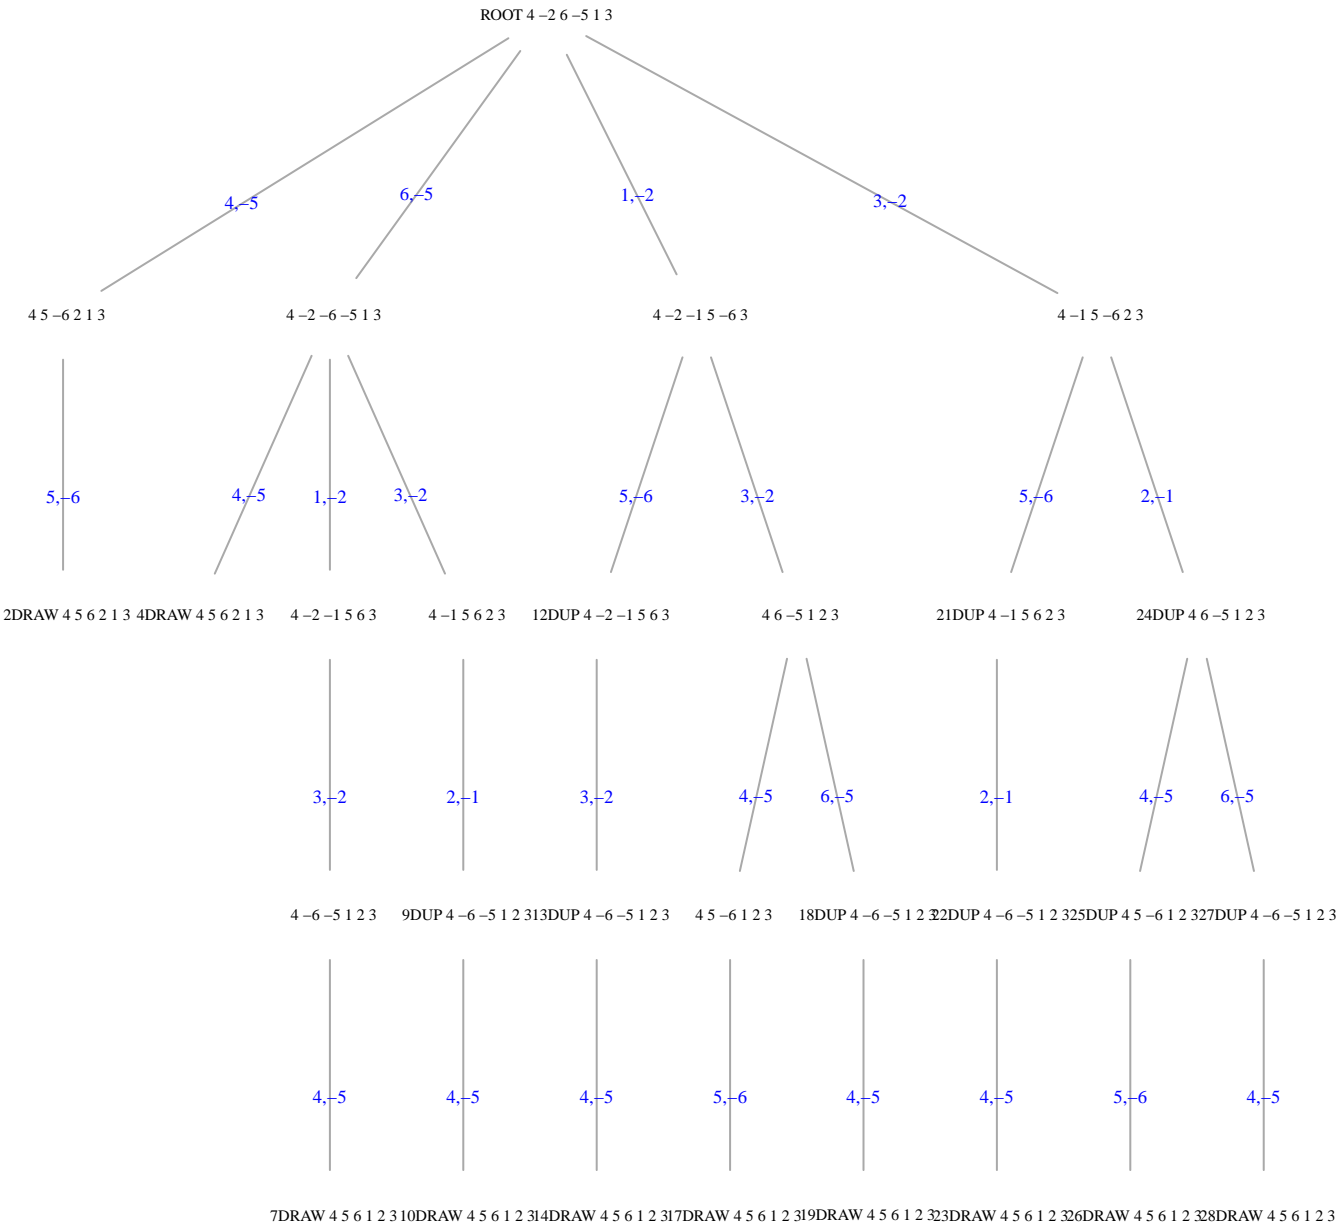 ROOT 4 –2 6 –5 1 3
4,–5 6,–5 1,–2 3,–2
4 5 –6 2 1 3 4 –2 –6 –5 1 3 4 –2 –1 5 –6 3 4 –1 5 –6 2 3
5,–6 4,–5 1,–2 3,–2 5,–6 3,–2 5,–6 2,–1
2DRAW 4 5 6 2 1 3 4DRAW 4 5 6 2 1 3 4 –2 –1 5 6 3 4 –1 5 6 2 3 12DUP 4 –2 –1 5 6 3 4 6 –5 1 2 3 21DUP 4 –1 5 6 2 3 24DUP 4 6 –5 1 2 3
3,–2 2,–1 3,–2 4,–5 6,–5 2,–1 4,–5 6,–5
4 –6 –5 1 2 3 9DUP 4 –6 –5 1 2 3 13DUP 4 –6 –5 1 2 3 4 5 –6 1 2 3 18DUP 4 –6 –5 1 2 3 22DUP 4 –6 –5 1 2 3 25DUP 4 5 –6 1 2 3 27DUP 4 –6 –5 1 2 3
4,–5 4,–5 4,–5 5,–6 4,–5 4,–5 5,–6 4,–5
7DRAW 4 5 6 1 2 3 10DRAW 4 5 6 1 2 3 14DRAW 4 5 6 1 2 3 17DRAW 4 5 6 1 2 3 19DRAW 4 5 6 1 2 3 23DRAW 4 5 6 1 2 3 26DRAW 4 5 6 1 2 3 28DRAW 4 5 6 1 2 3